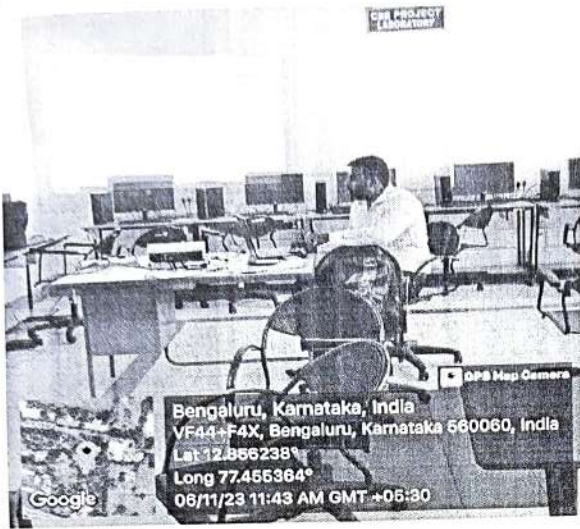 CSE PROJECT
LABORATORY
GPS Map Camera
Bengaluru, Karnataka, India
VF44+F4X, Bengaluru, Karnataka 560060, India
Lat 12.856238°
Long 77.455364°
06/11/23 11:43 AM GMT +05:30
Google